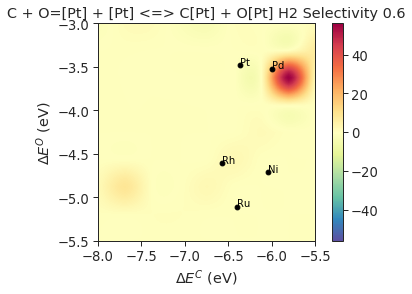 C + O=[Pt] + [Pt] <=> C[Pt] + O[Pt] H2 Selectivity 0.6
−3.0
−3.5
−4.0
−4.5
−5.0
−5.5
ΔE^O (eV)
Pt
Pd
Rh
Ni
Ru
−8.0 −7.5 −7.0 −6.5 −6.0 −5.5
ΔE^C (eV)
40
20
0
−20
−40